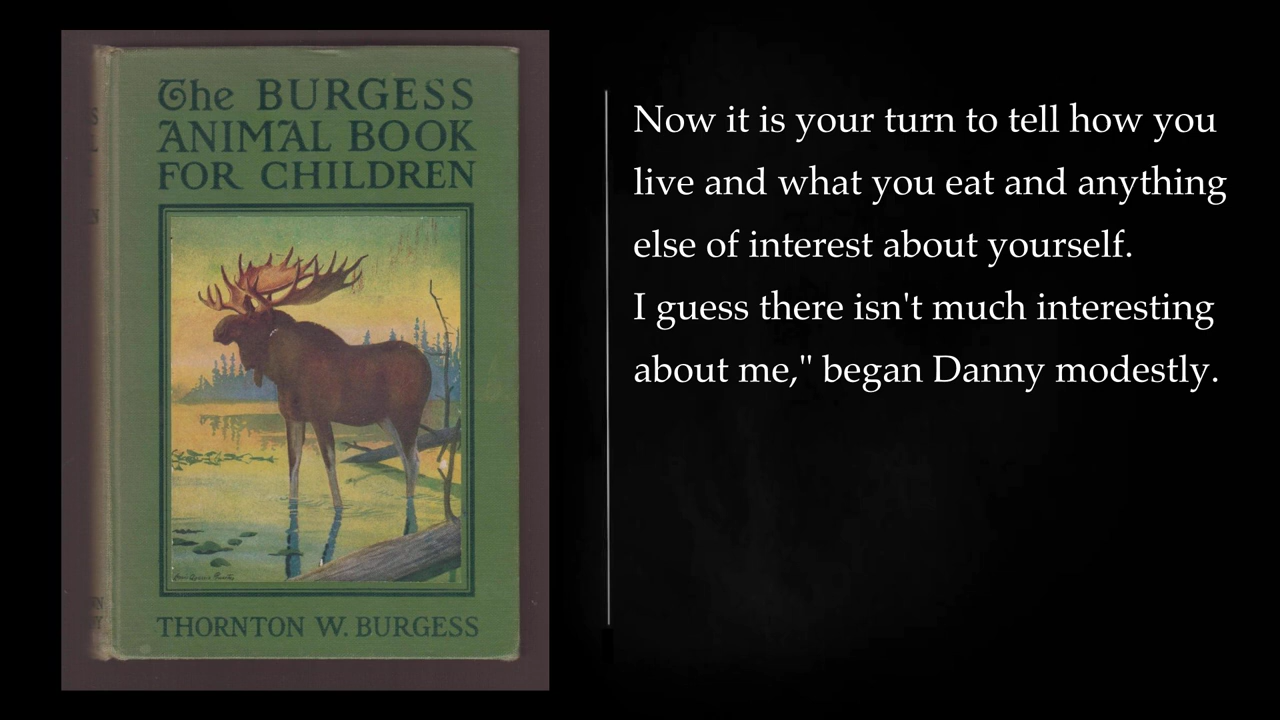 The BURGESS
ANIMAL BOOK
FOR CHILDREN
THORNTON W. BURGESS
Now it is your turn to tell how you
live and what you eat and anything
else of interest about yourself.
I guess there isn't much interesting
about me," began Danny modestly.